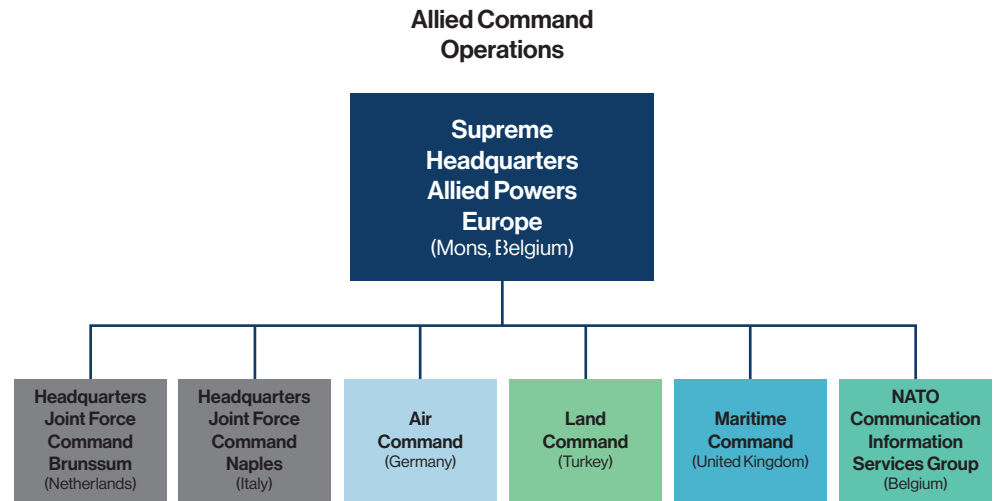 Allied Command
Operations
Supreme
Headquarters
Allied Powers
Europe
(Mons, Belgium)
Headquarters
Joint Force
Command
Brunssum
(Netherlands)
Headquarters
Joint Force
Command
Naples
(Italy)
Air
Command
(Germany)
Land
Command
(Turkey)
Maritime
Command
(United Kingdom)
NATO
Communication
Information
Services Group
(Belgium)